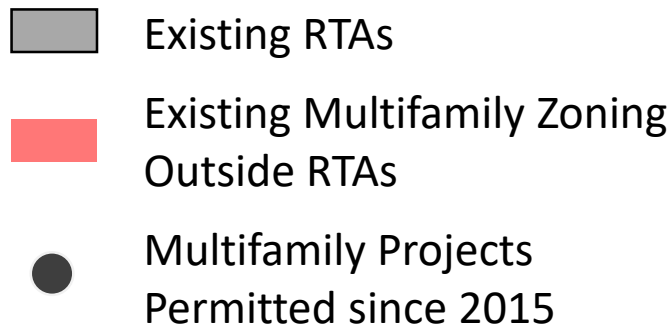 Existing RTAs
Existing Multifamily Zoning
Outside RTAs
Multifamily Projects
Permitted since 2015